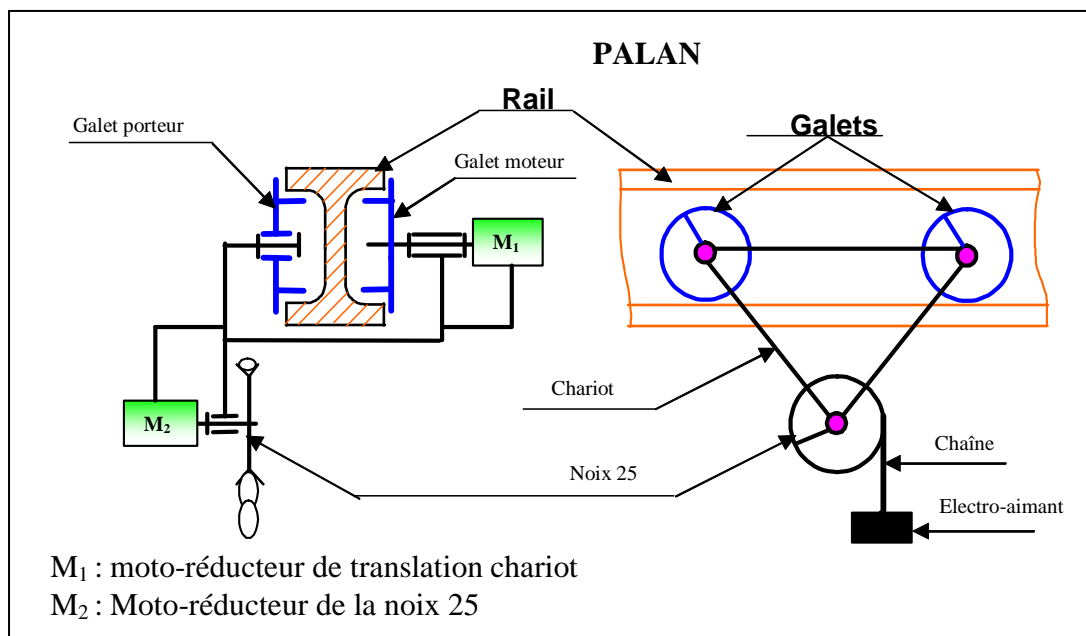 PALAN
Rail
Galet porteur
Galet moteur
Galets
M₁
M₂
Chariot
Noix 25
Chaîne
Electro-aimant
M₁ : moto-réducteur de translation chariot
M₂ : Moto-réducteur de la noix 25